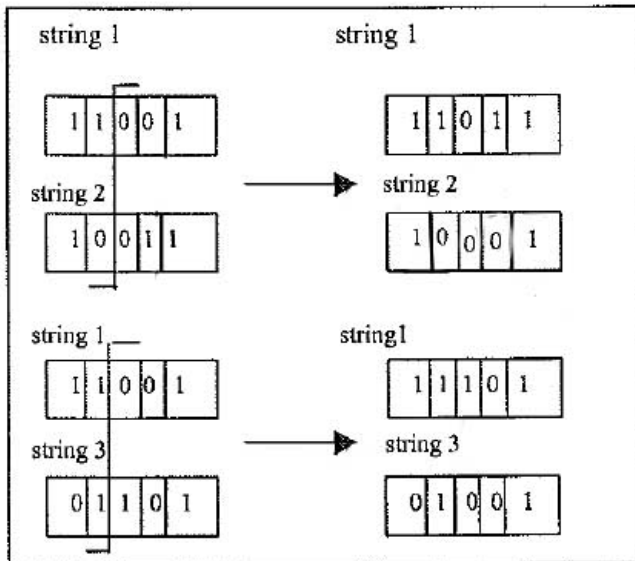 string 1 string 1
1 1 0 0 1 1 1 0 1 1
string 2 string 2
1 0 0 1 1 1 0 0 0 1
string 1 string1
1 1 0 0 1 1 1 1 0 1
string 3 string 3
0 1 1 0 1 0 1 0 0 1